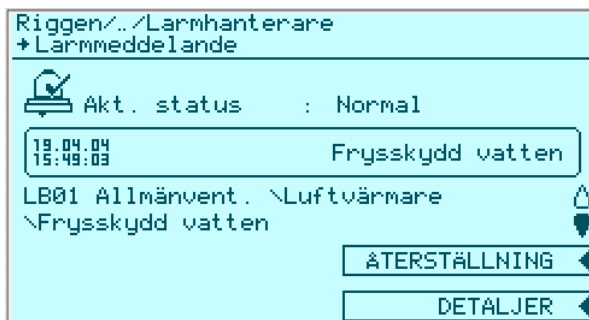 Riggen/../Larmhanterare
→Larmmeddelande
Akt. status : Normal
19.04.04
15:49:03
Frysskydd vatten
LB01 Allmänvent. \Luftvärmare
\Frysskydd vatten
ÅTERSTÄLLNING
DETALJER